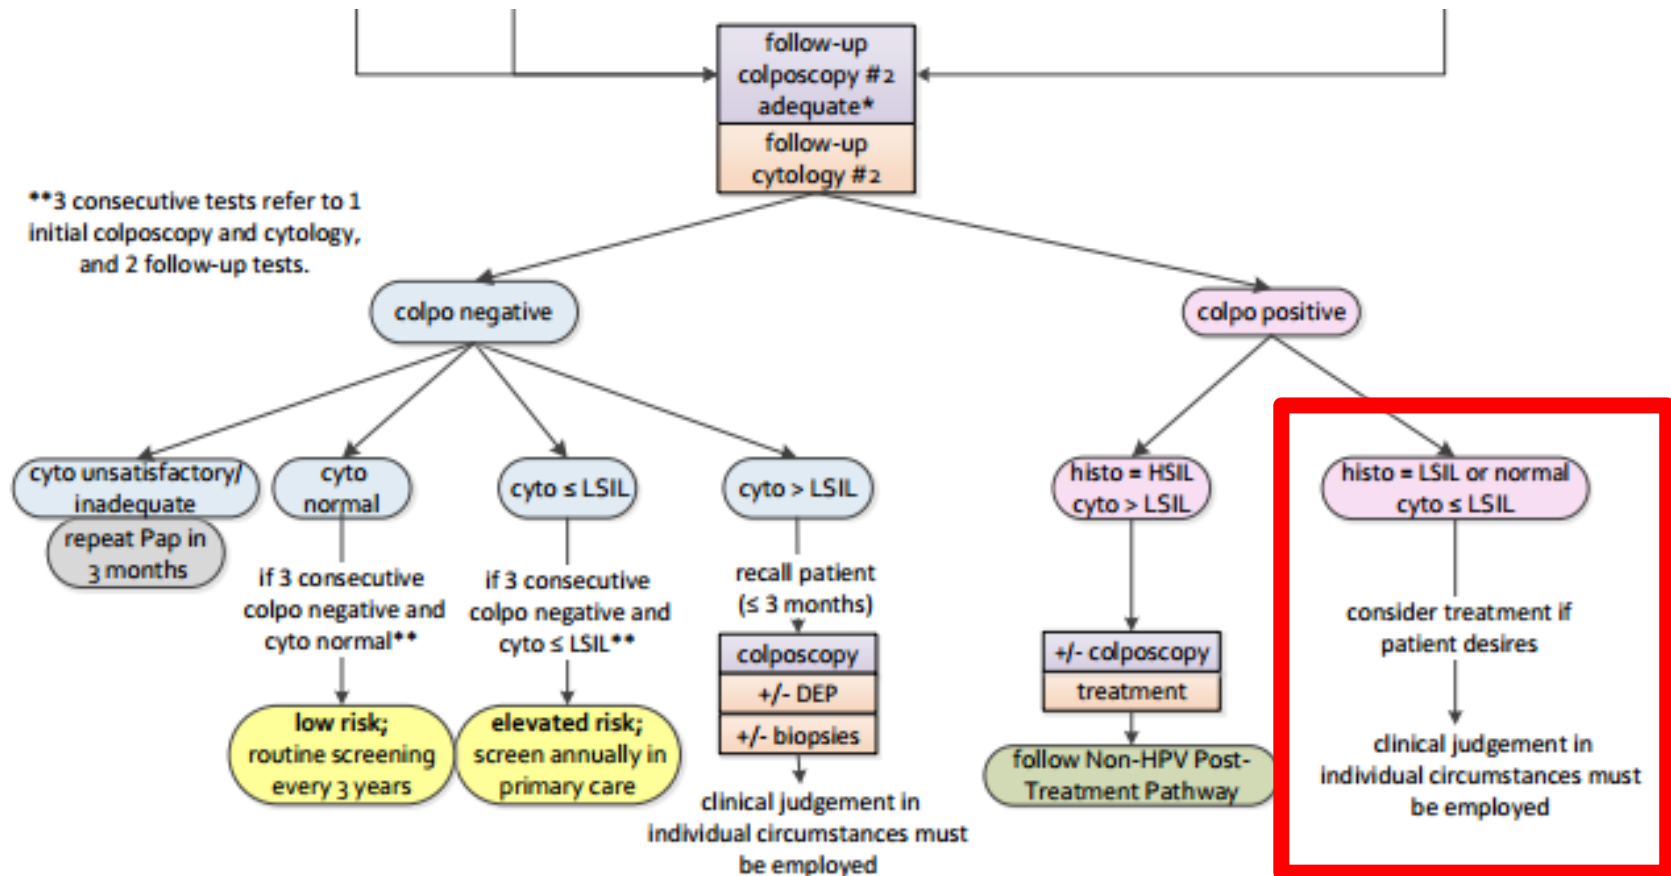 follow-up
colposcopy #2
adequate*
follow-up
cytology #2
**3 consecutive tests refer to 1
initial colposcopy and cytology,
and 2 follow-up tests.
colpo negative
colpo positive
cyto unsatisfactory/
inadequate
repeat Pap in
3 months
cyto
normal
if 3 consecutive
colpo negative and
cyto normal**
low risk;
routine screening
every 3 years
cyto ≤ LSIL
if 3 consecutive
colpo negative and
cyto ≤ LSIL**
elevated risk;
screen annually in
primary care
cyto > LSIL
recall patient
(≤ 3 months)
colposcopy
+/- DEP
+/- biopsies
clinical judgement in
individual circumstances must
be employed
histo = HSIL
cyto > LSIL
+/- colposcopy
treatment
follow Non-HPV Post-
Treatment Pathway
histo = LSIL or normal
cyto ≤ LSIL
consider treatment if
patient desires
clinical judgement in
individual circumstances must
be employed